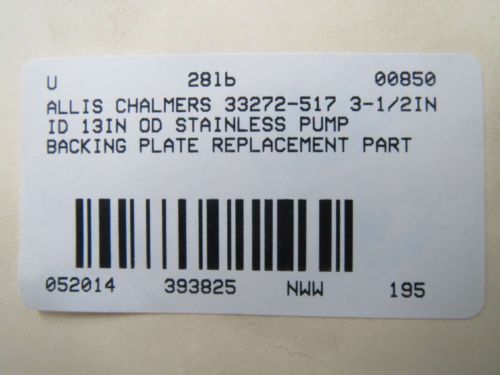 U 28lb 00850
ALLIS CHALMERS 33272-517 3-1/2IN
ID 13IN OD STAINLESS PUMP
BACKING PLATE REPLACEMENT PART
052014 393825 NWW 195